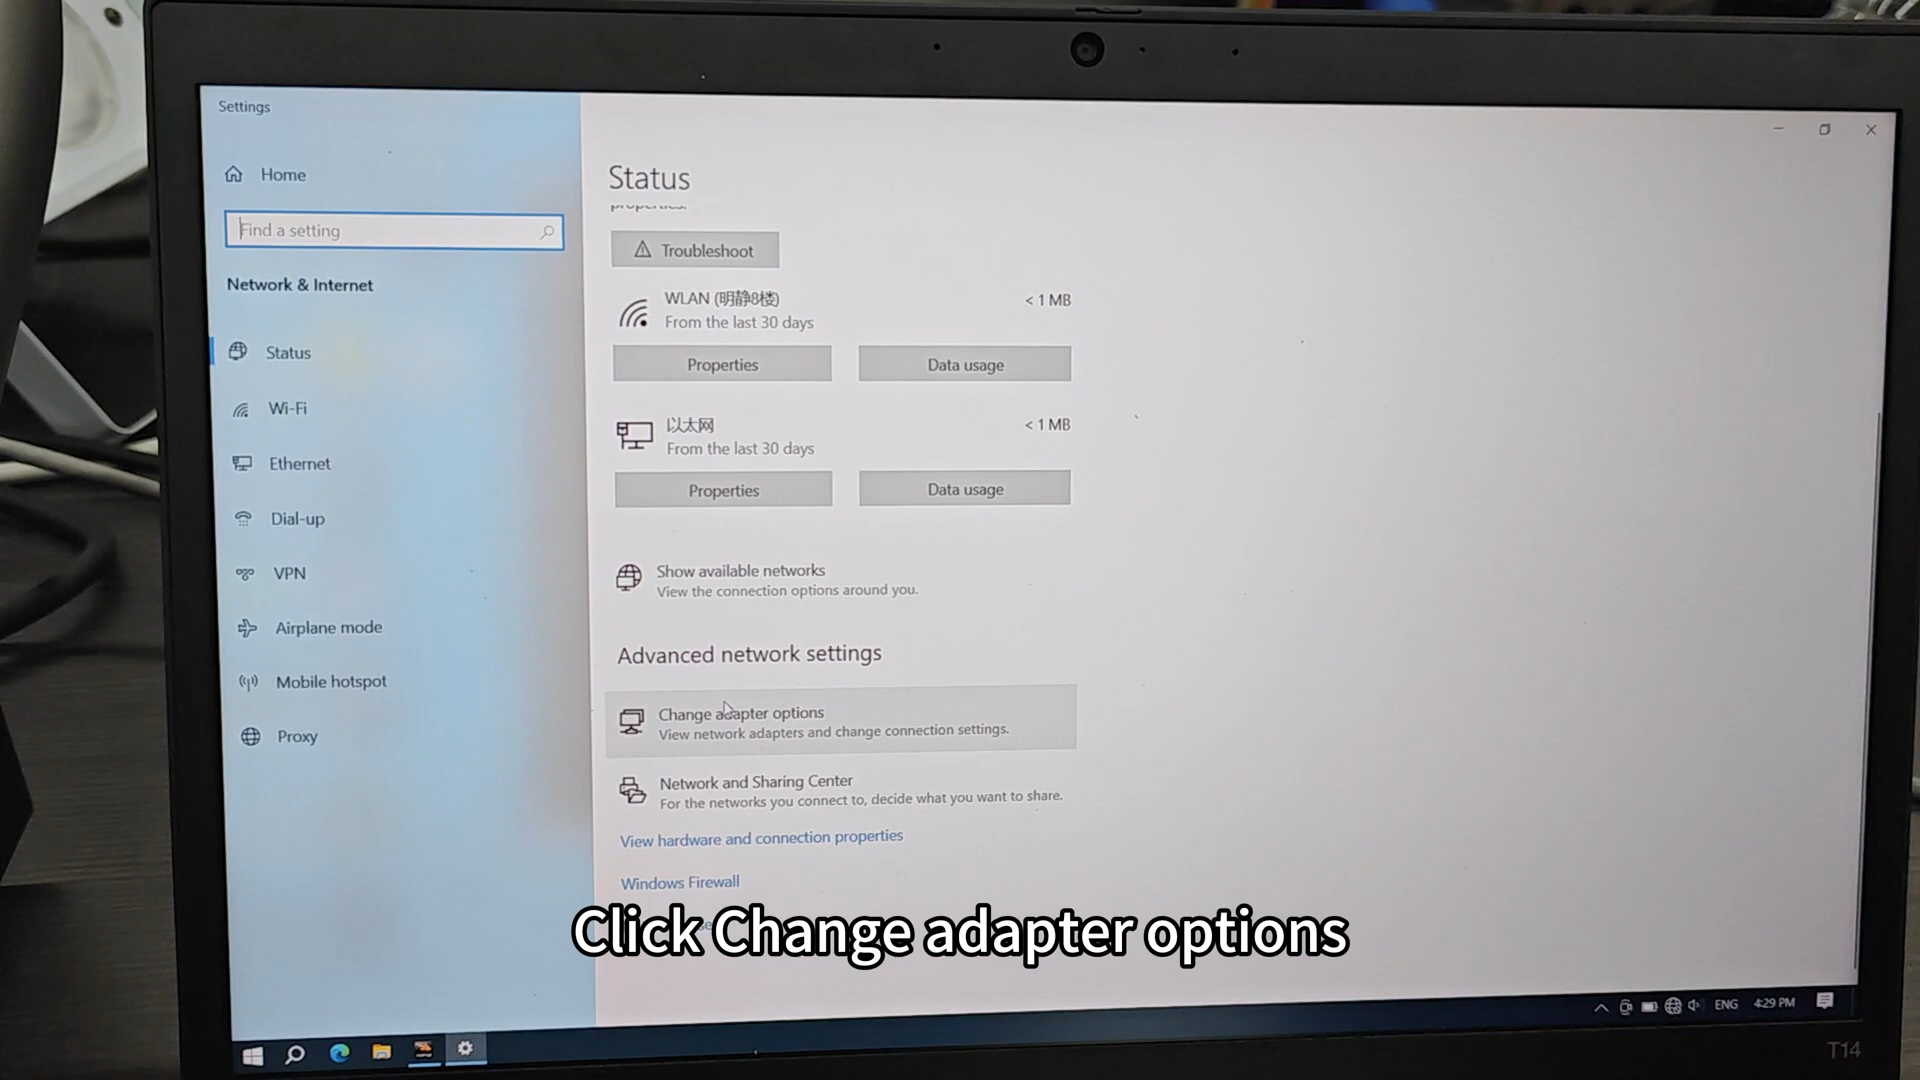 Settings
Home
Find a setting
Network & Internet
Status
Wi-Fi
Ethernet
Dial-up
VPN
Airplane mode
Mobile hotspot
Proxy
Status
properties.
Troubleshoot
WLAN (明静8楼)
< 1 MB
From the last 30 days
Properties
Data usage
以太网
< 1 MB
From the last 30 days
Properties
Data usage
Show available networks
View the connection options around you.
Advanced network settings
Change adapter options
View network adapters and change connection settings.
Network and Sharing Center
For the networks you connect to, decide what you want to share.
View hardware and connection properties
Windows Firewall
Click Change adapter options
ENG
4:29 PM
T14